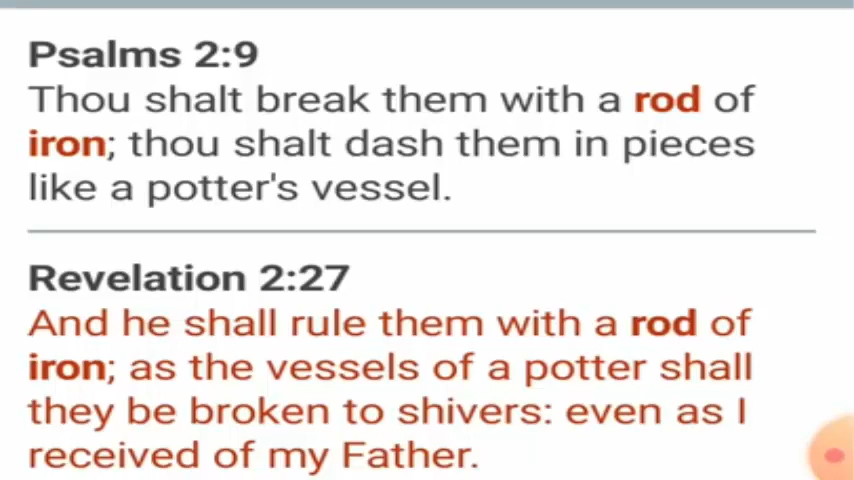 Psalms 2:9
Thou shalt break them with a rod of
iron; thou shalt dash them in pieces
like a potter's vessel.
Revelation 2:27
And he shall rule them with a rod of
iron; as the vessels of a potter shall
they be broken to shivers: even as I
received of my Father.